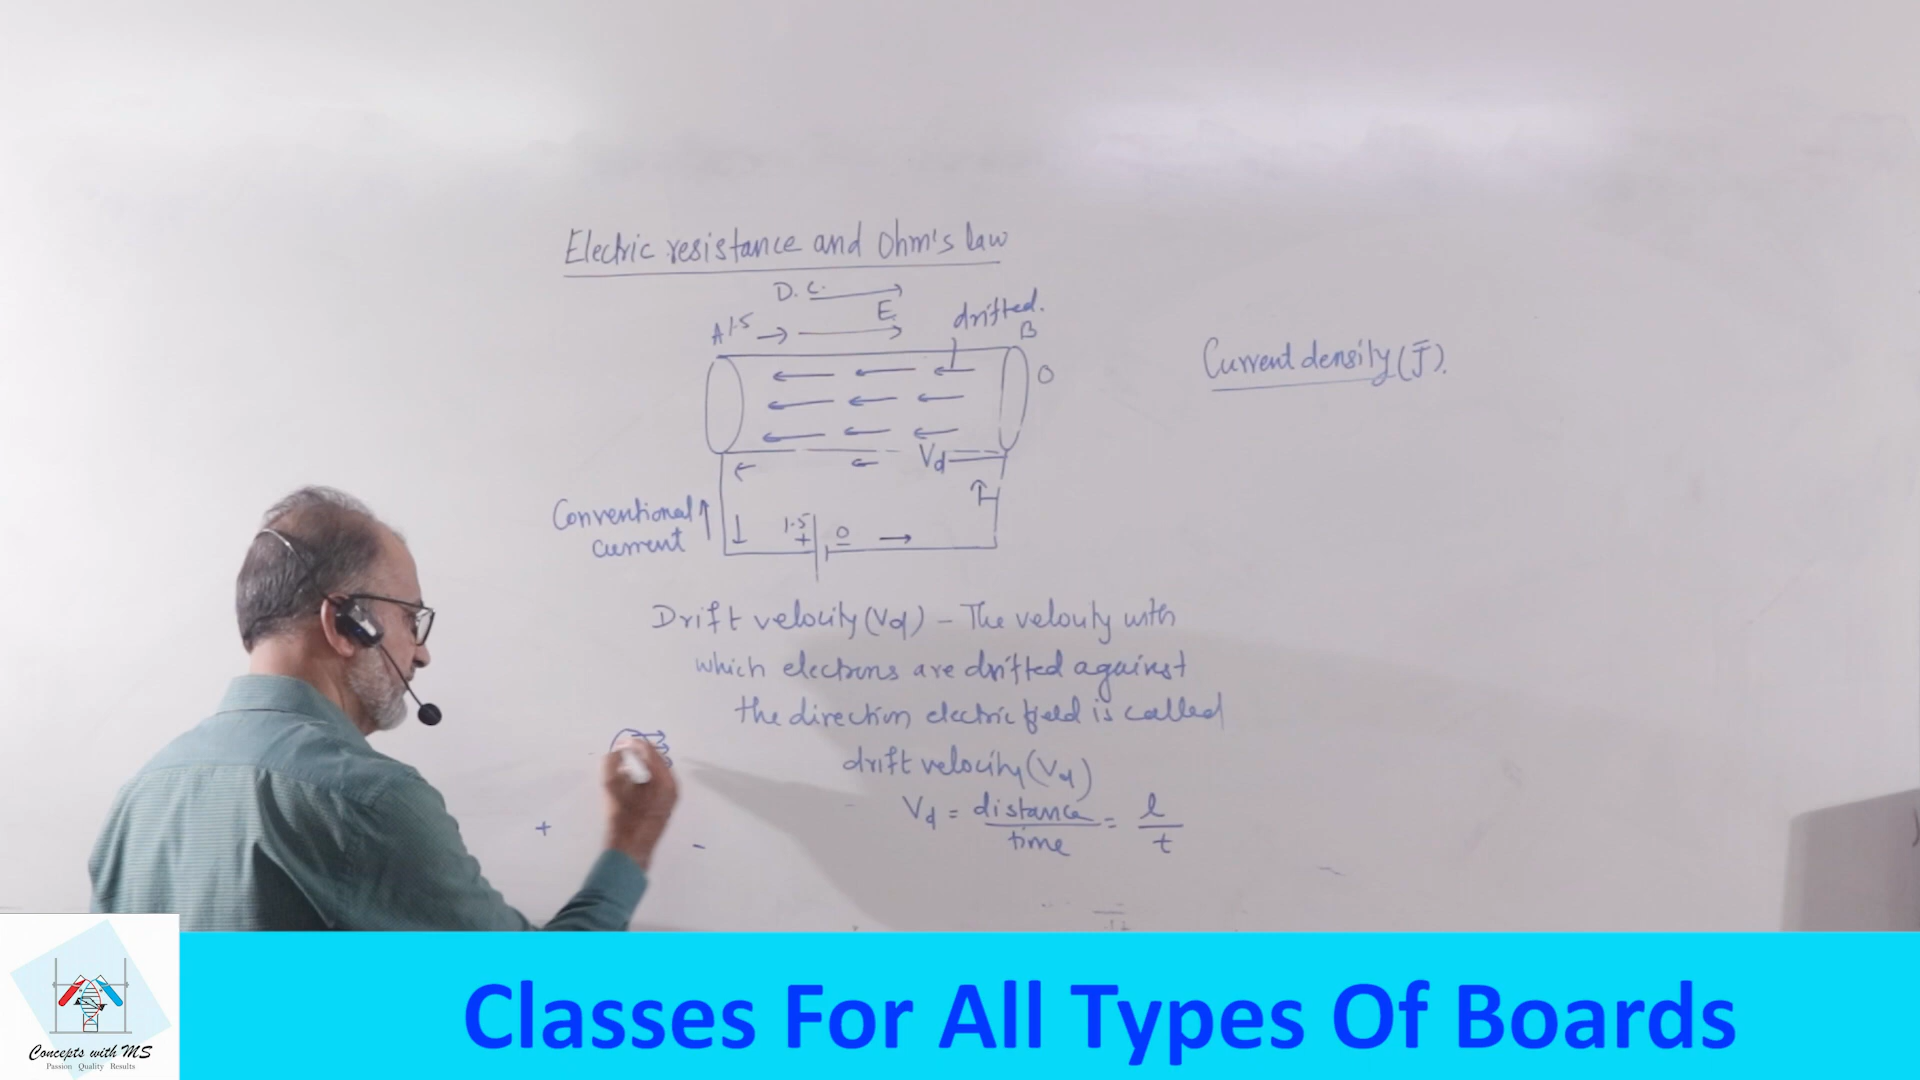 Electric resistance and Ohm's law
D.C.
E
A 1.5
drifted.
B
O
Vd
Conventional
current
1.5
+
0
Current density (J̄).
Drift velocity (Vd) – The velouty with
which electrons are drifted against
the direction electric field is called
drift velocity (Vd)
Vd = distance/time = l/t
+
-
Classes For All Types Of Boards
Concepts with MS
Passion Quality Results